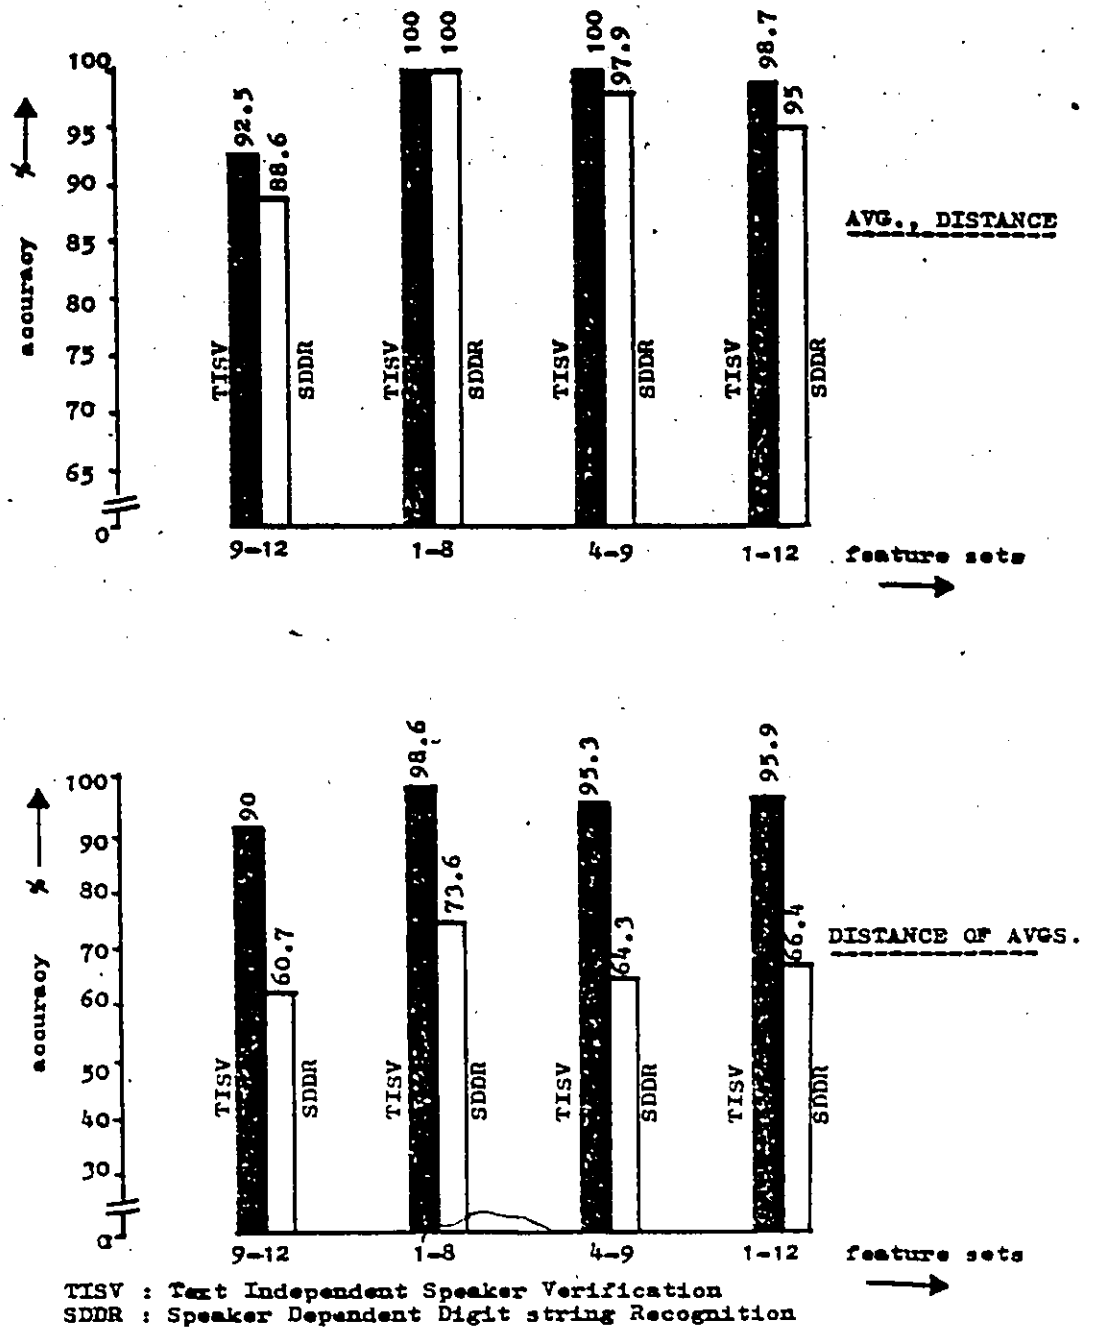 100
95
90
85
80
75
70
65
0
accuracy %
92.5
88.6
100
100
100
97.9
98.7
95
TISV
SDDR
TISV
SDDR
TISV
SDDR
TISV
SDDR
AVG., DISTANCE
9-12
1-8
4-9
1-12
feature sets
100
90
80
70
60
50
40
30
0
accuracy %
90
60.7
98.6
73.6
95.3
64.3
95.9
66.4
TISV
SDDR
TISV
SDDR
TISV
SDDR
TISV
SDDR
DISTANCE OF AVGS.
9-12
1-8
4-9
1-12
feature sets
TISV : Text Independent Speaker Verification
SDDR : Speaker Dependent Digit string Recognition